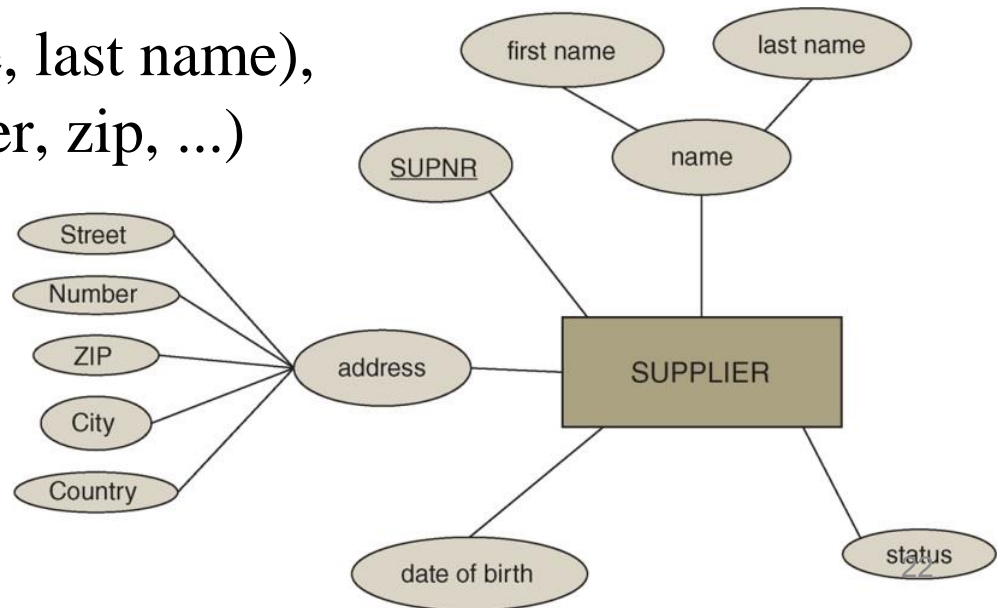 , last name),
er, zip, ...)
first name
last name
name
SUPNR
Street
Number
ZIP
City
Country
address
SUPPLIER
date of birth
status
22